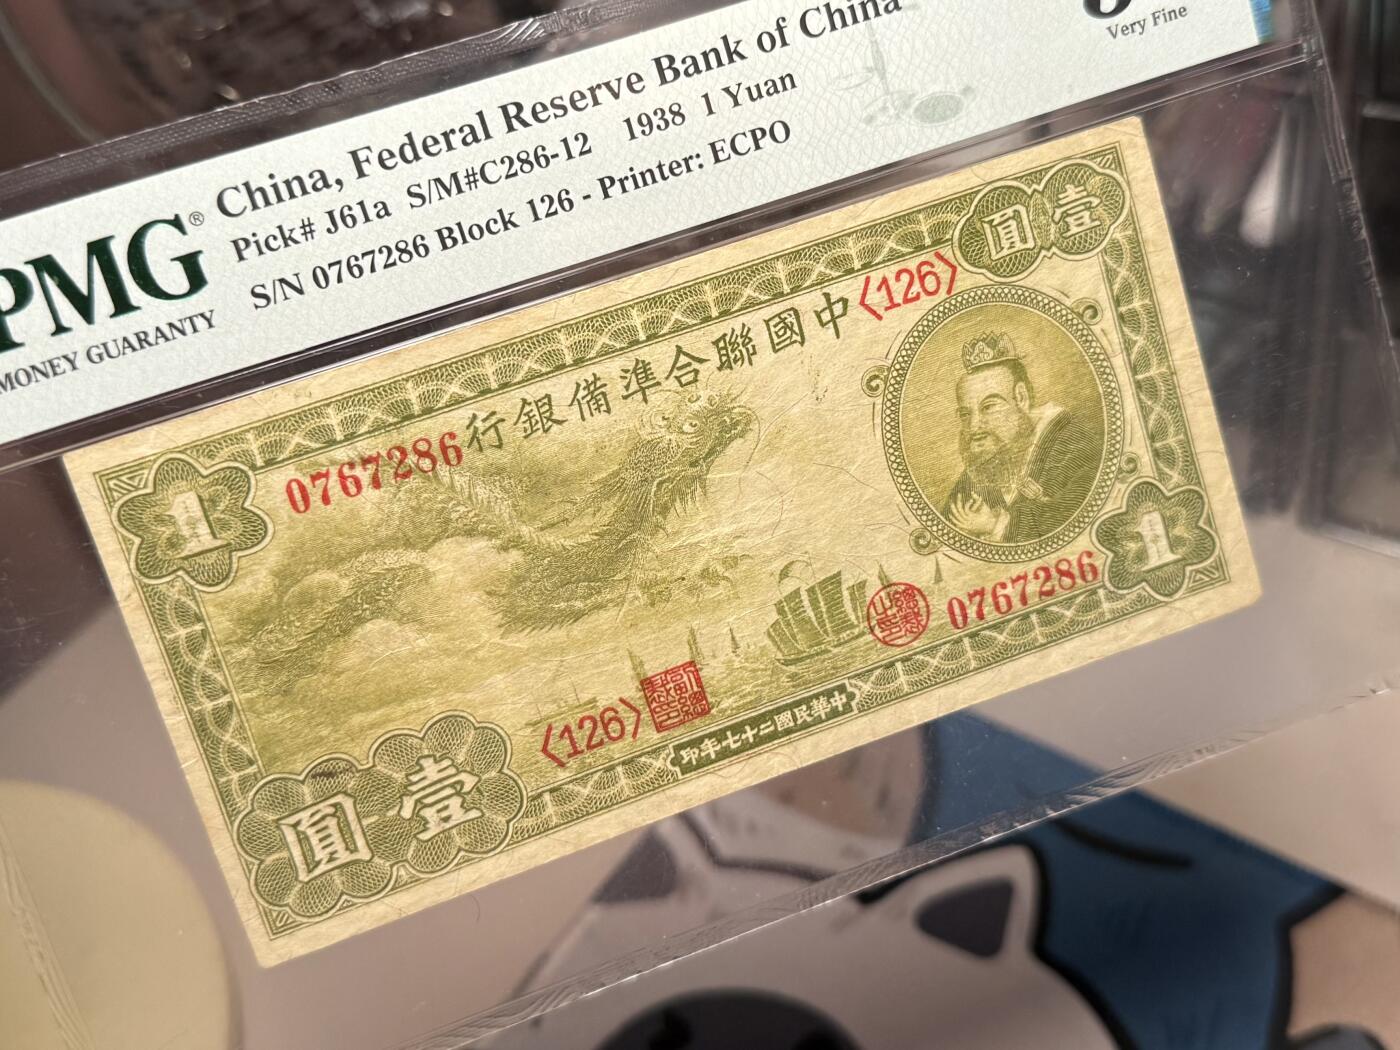 China, Federal Reserve Bank of China
Pick# J61a S/M#C286-12 1938 1 Yuan
S/N 0767286 Block 126 - Printer: ECPO
PMG®
MONEY GUARANTY
Very Fine
圓壹
〈126〉
行銀備準合聯國中
0767286
1
1
0767286
〈126〉
印年七十二國民華中
圓壹